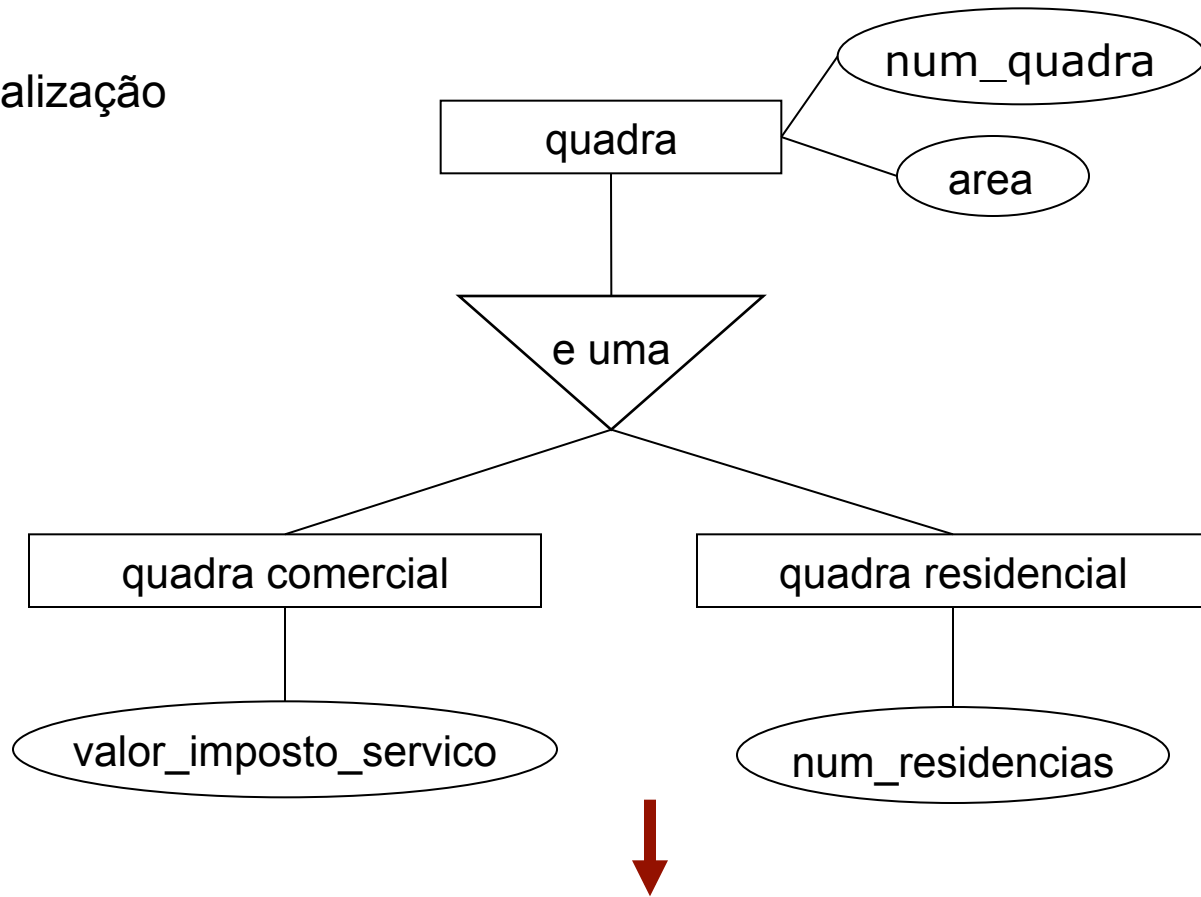 alização
num_quadra
quadra
area
e uma
quadra comercial
quadra residencial
valor_imposto_servico
num_residencias